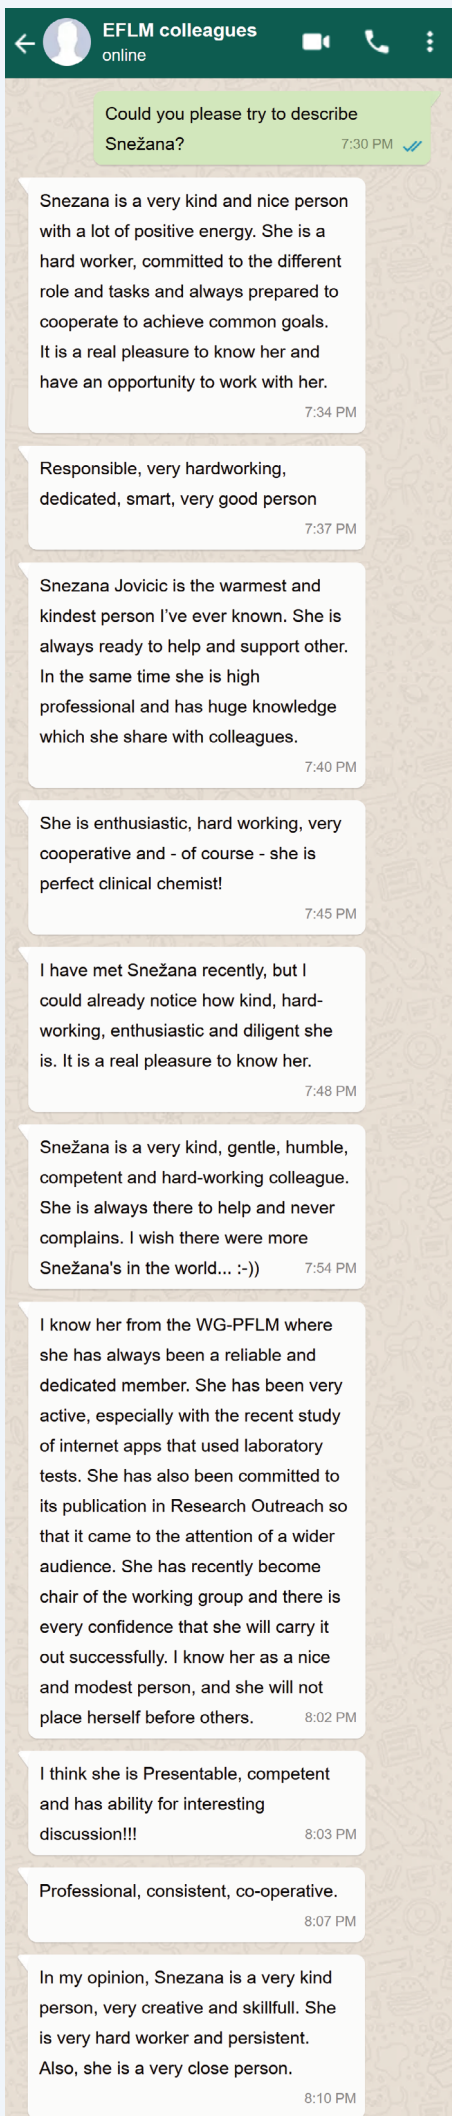 EFLM colleagues
online
Could you please try to describe
Snežana?
7:30 PM
Snezana is a very kind and nice person
with a lot of positive energy. She is a
hard worker, committed to the different
role and tasks and always prepared to
cooperate to achieve common goals.
It is a real pleasure to know her and
have an opportunity to work with her.
7:34 PM
Responsible, very hardworking,
dedicated, smart, very good person
7:37 PM
Snezana Jovicic is the warmest and
kindest person I’ve ever known. She is
always ready to help and support other.
In the same time she is high
professional and has huge knowledge
which she share with colleagues.
7:40 PM
She is enthusiastic, hard working, very
cooperative and - of course - she is
perfect clinical chemist!
7:45 PM
I have met Snežana recently, but I
could already notice how kind, hard-
working, enthusiastic and diligent she
is. It is a real pleasure to know her.
7:48 PM
Snežana is a very kind, gentle, humble,
competent and hard-working colleague.
She is always there to help and never
complains. I wish there were more
Snežana's in the world... :-))
7:54 PM
I know her from the WG-PFLM where
she has always been a reliable and
dedicated member. She has been very
active, especially with the recent study
of internet apps that used laboratory
tests. She has also been committed to
its publication in Research Outreach so
that it came to the attention of a wider
audience. She has recently become
chair of the working group and there is
every confidence that she will carry it
out successfully. I know her as a nice
and modest person, and she will not
place herself before others.
8:02 PM
I think she is Presentable, competent
and has ability for interesting
discussion!!!
8:03 PM
Professional, consistent, co-operative.
8:07 PM
In my opinion, Snezana is a very kind
person, very creative and skillfull. She
is very hard worker and persistent.
Also, she is a very close person.
8:10 PM